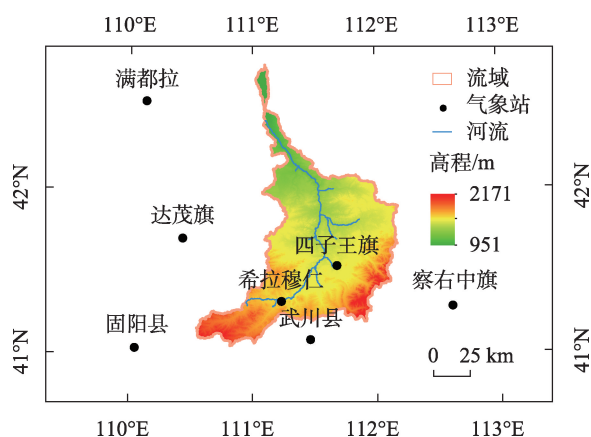 110°E 111°E 112°E 113°E
满都拉
流域
气象站
河流
高程/m
2171
951
42°N
42°N
达茂旗
四子王旗
希拉穆仁
察右中旗
固阳县
武川县
41°N
41°N
0 25 km
110°E 111°E 112°E 113°E